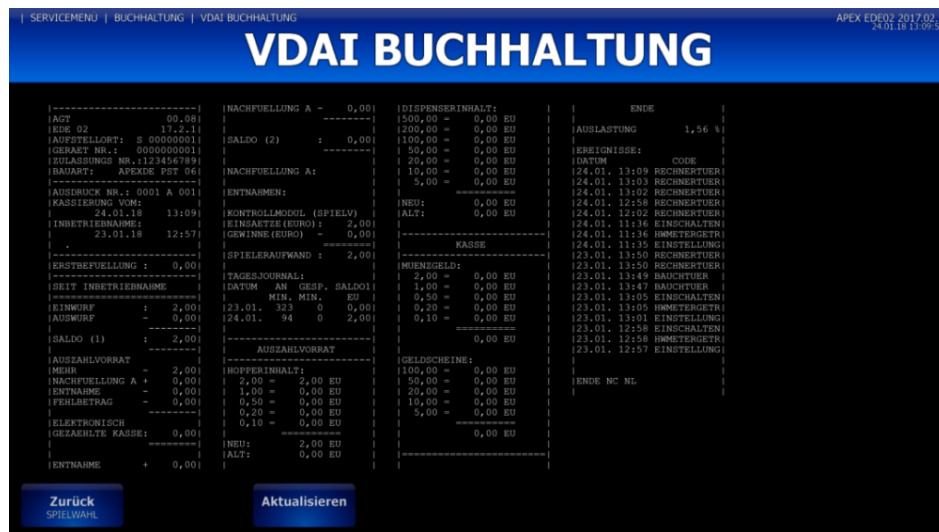 | SERVICEMENU | BUCHHALTUNG | VDAI BUCHHALTUNG
APEX EDE02 2017.02.
24.01.18 13:09:5
VDAI BUCHHALTUNG
|------------------------|
|AGT 00.08|
|EDE 02 17.2.1|
|AUFSTELLORT: S 00000001|
|GERAET NR.: 0000000001|
|ZULASSUNGS NR.:123456789|
|BAUART: APEXDE PST 06|
|------------------------|
|AUSDRUCK NR.: 0001 A 001|
|KASSIERUNG VOM: |
| 24.01.18 13:09|
|INBETRIEBNAHME: |
| 23.01.18 12:57|
| . |
|------------------------|
|ERSTBEFUELLUNG : 0,00|
|------------------------|
|SEIT INBETRIEBNAHME |
|========================|
|EINWURF : 2,00|
|AUSWURF - 0,00|
| --------|
|SALDO (1) : 2,00|
| --------|
|AUSZAHLVORRAT |
|MEHR - 2,00|
|NACHFUELLUNG A + 0,00|
|ENTNAHME - 0,00|
|FEHLBETRAG - 0,00|
| --------|
|ELEKTRONISCH |
|GEZAEHLTE KASSE: 0,00|
| ========|
|ENTNAHME + 0,00|
|NACHFUELLUNG A - 0,00|
| --------|
|SALDO (2) : 0,00|
| --------|
|NACHFUELLUNG A: |
|ENTNAHMEN: |
|KONTROLLMODUL (SPIELV) |
|EINSAETZE(EURO): 2,00|
|GEWINNE(EURO) - 0,00|
| ========|
|SPIELERAUFWAND : 2,00|
|TAGESJOURNAL: |
|DATUM AN GESP. SALDO1|
| MIN. MIN. EU |
|23.01. 323 0 0,00|
|24.01. 94 0 2,00|
|------------------------|
| AUSZAHLVORRAT |
|------------------------|
|HOPPERINHALT: |
| 2,00 = 2,00 EU |
| 1,00 = 0,00 EU |
| 0,50 = 0,00 EU |
| 0,20 = 0,00 EU |
| 0,10 = 0,00 EU |
| ========== |
|NEU: 2,00 EU |
|ALT: 0,00 EU |
|DISPENSERINHALT: |
|500,00 = 0,00 EU |
|200,00 = 0,00 EU |
|100,00 = 0,00 EU |
| 50,00 = 0,00 EU |
| 20,00 = 0,00 EU |
| 10,00 = 0,00 EU |
| 5,00 = 0,00 EU |
| ========== |
|NEU: 0,00 EU |
|ALT: 0,00 EU |
|------------------------|
| KASSE |
|------------------------|
|MUENZGELD: |
| 2,00 = 0,00 EU |
| 1,00 = 0,00 EU |
| 0,50 = 0,00 EU |
| 0,20 = 0,00 EU |
| 0,10 = 0,00 EU |
| ========== |
| 0,00 EU |
|GELDSCHEINE: |
|100,00 = 0,00 EU |
| 50,00 = 0,00 EU |
| 20,00 = 0,00 EU |
| 10,00 = 0,00 EU |
| 5,00 = 0,00 EU |
| ========== |
| 0,00 EU |
|------------------------|
| ENDE |
|AUSLASTUNG 1,56 %|
|EREIGNISSE: |
|DATUM CODE |
|24.01. 13:09 RECHNERTUER|
|24.01. 13:03 RECHNERTUER|
|24.01. 13:02 RECHNERTUER|
|24.01. 12:58 RECHNERTUER|
|24.01. 12:02 RECHNERTUER|
|24.01. 11:36 EINSCHALTEN|
|24.01. 11:36 HWMETERGETR|
|24.01. 11:35 EINSTELLUNG|
|23.01. 13:50 RECHNERTUER|
|23.01. 13:50 RECHNERTUER|
|23.01. 13:49 BAUCHTUER |
|23.01. 13:47 BAUCHTUER |
|23.01. 13:05 EINSCHALTEN|
|23.01. 13:05 HWMETERGETR|
|23.01. 13:01 EINSTELLUNG|
|23.01. 12:58 EINSCHALTEN|
|23.01. 12:58 HWMETERGETR|
|23.01. 12:57 EINSTELLUNG|
|ENDE NC NL |
Zurück
SPIELWAHL
Aktualisieren